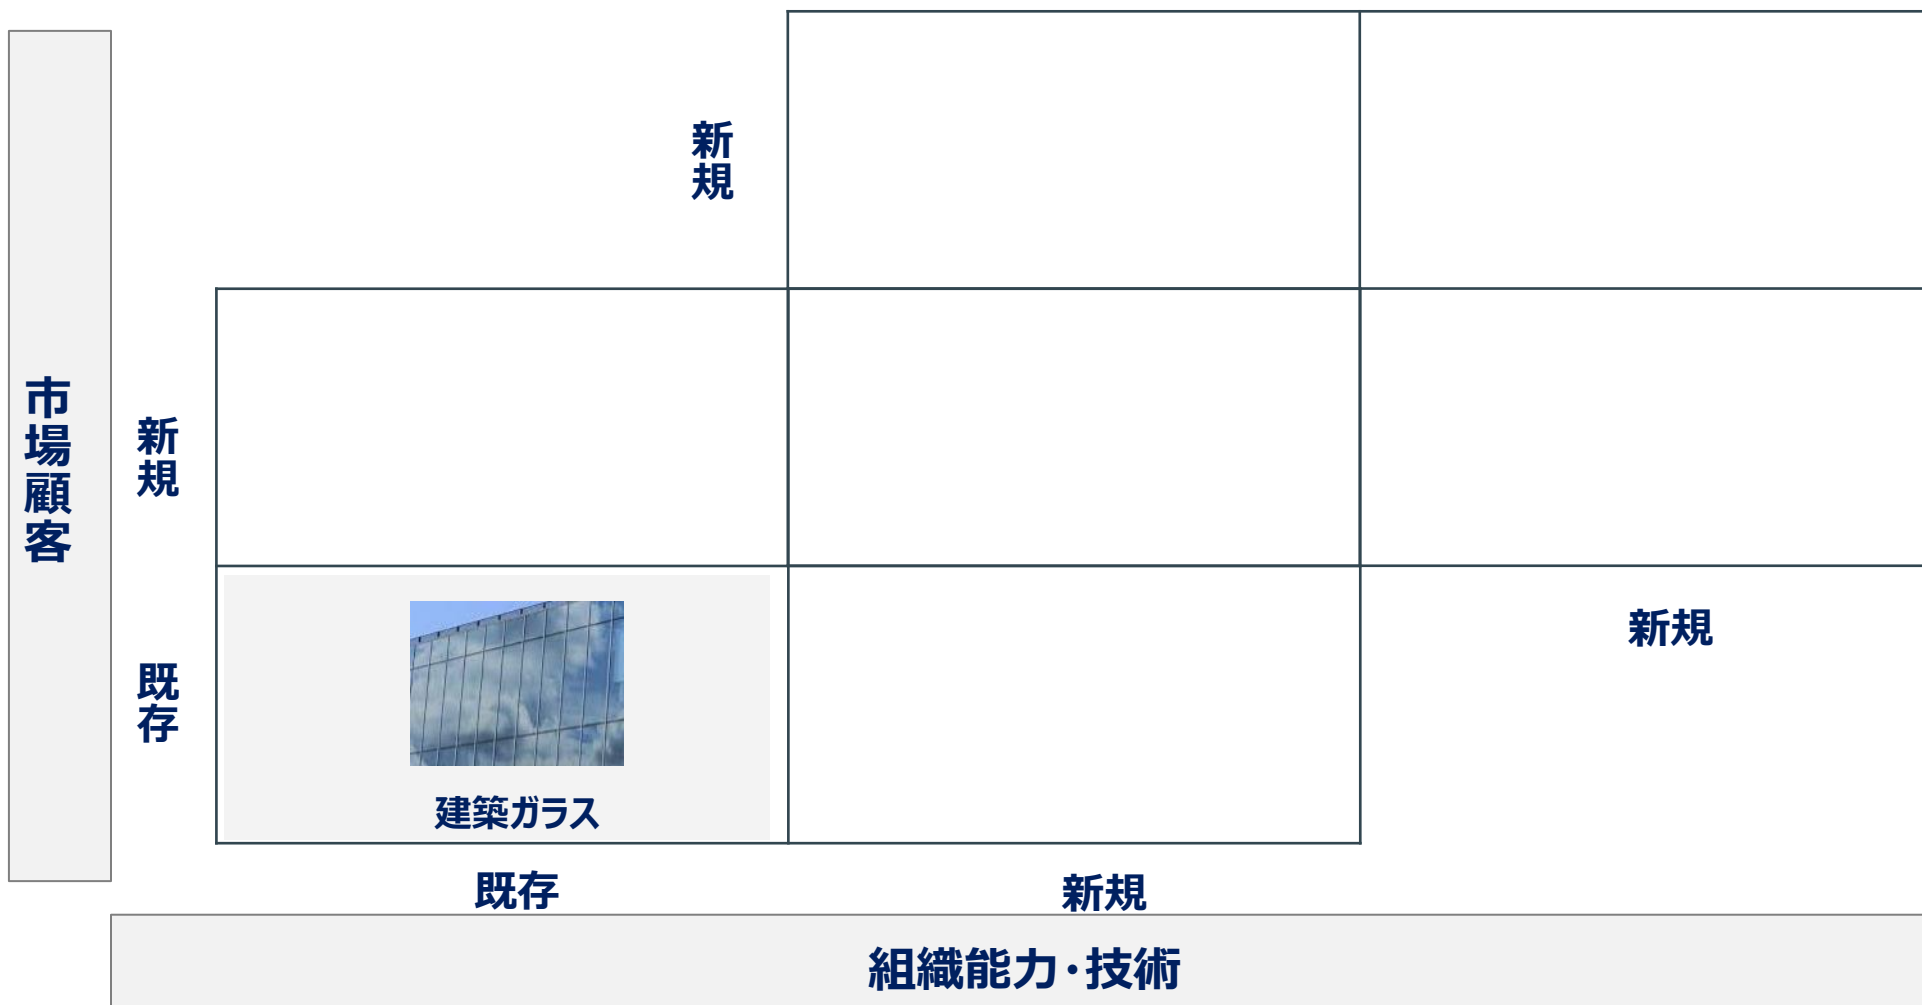 新規
市場顧客
新規
既存
新規
建築ガラス
既存
新規
組織能力・技術